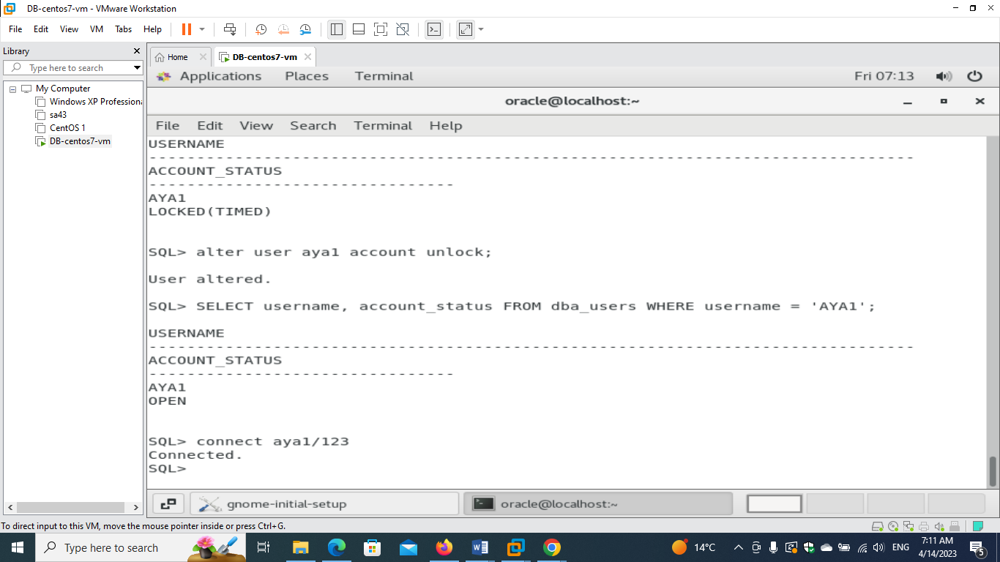 DB-centos7-vm - VMware Workstation
File Edit View VM Tabs Help
Library
Type here to search
My Computer
Windows XP Professiona
sa43
CentOS 1
DB-centos7-vm
Home
DB-centos7-vm
Applications Places Terminal Fri 07:13
oracle@localhost:~
File Edit View Search Terminal Help
USERNAME
--------------------------------------------------------------------------------
ACCOUNT_STATUS
--------------------------------
AYA1
LOCKED(TIMED)
SQL> alter user aya1 account unlock;
User altered.
SQL> SELECT username, account_status FROM dba_users WHERE username = 'AYA1';
USERNAME
--------------------------------------------------------------------------------
ACCOUNT_STATUS
--------------------------------
AYA1
OPEN
SQL> connect aya1/123
Connected.
SQL>
gnome-initial-setup
oracle@localhost:~
To direct input to this VM, move the mouse pointer inside or press Ctrl+G.
Type here to search
14°C
ENG
7:11 AM
4/14/2023
5